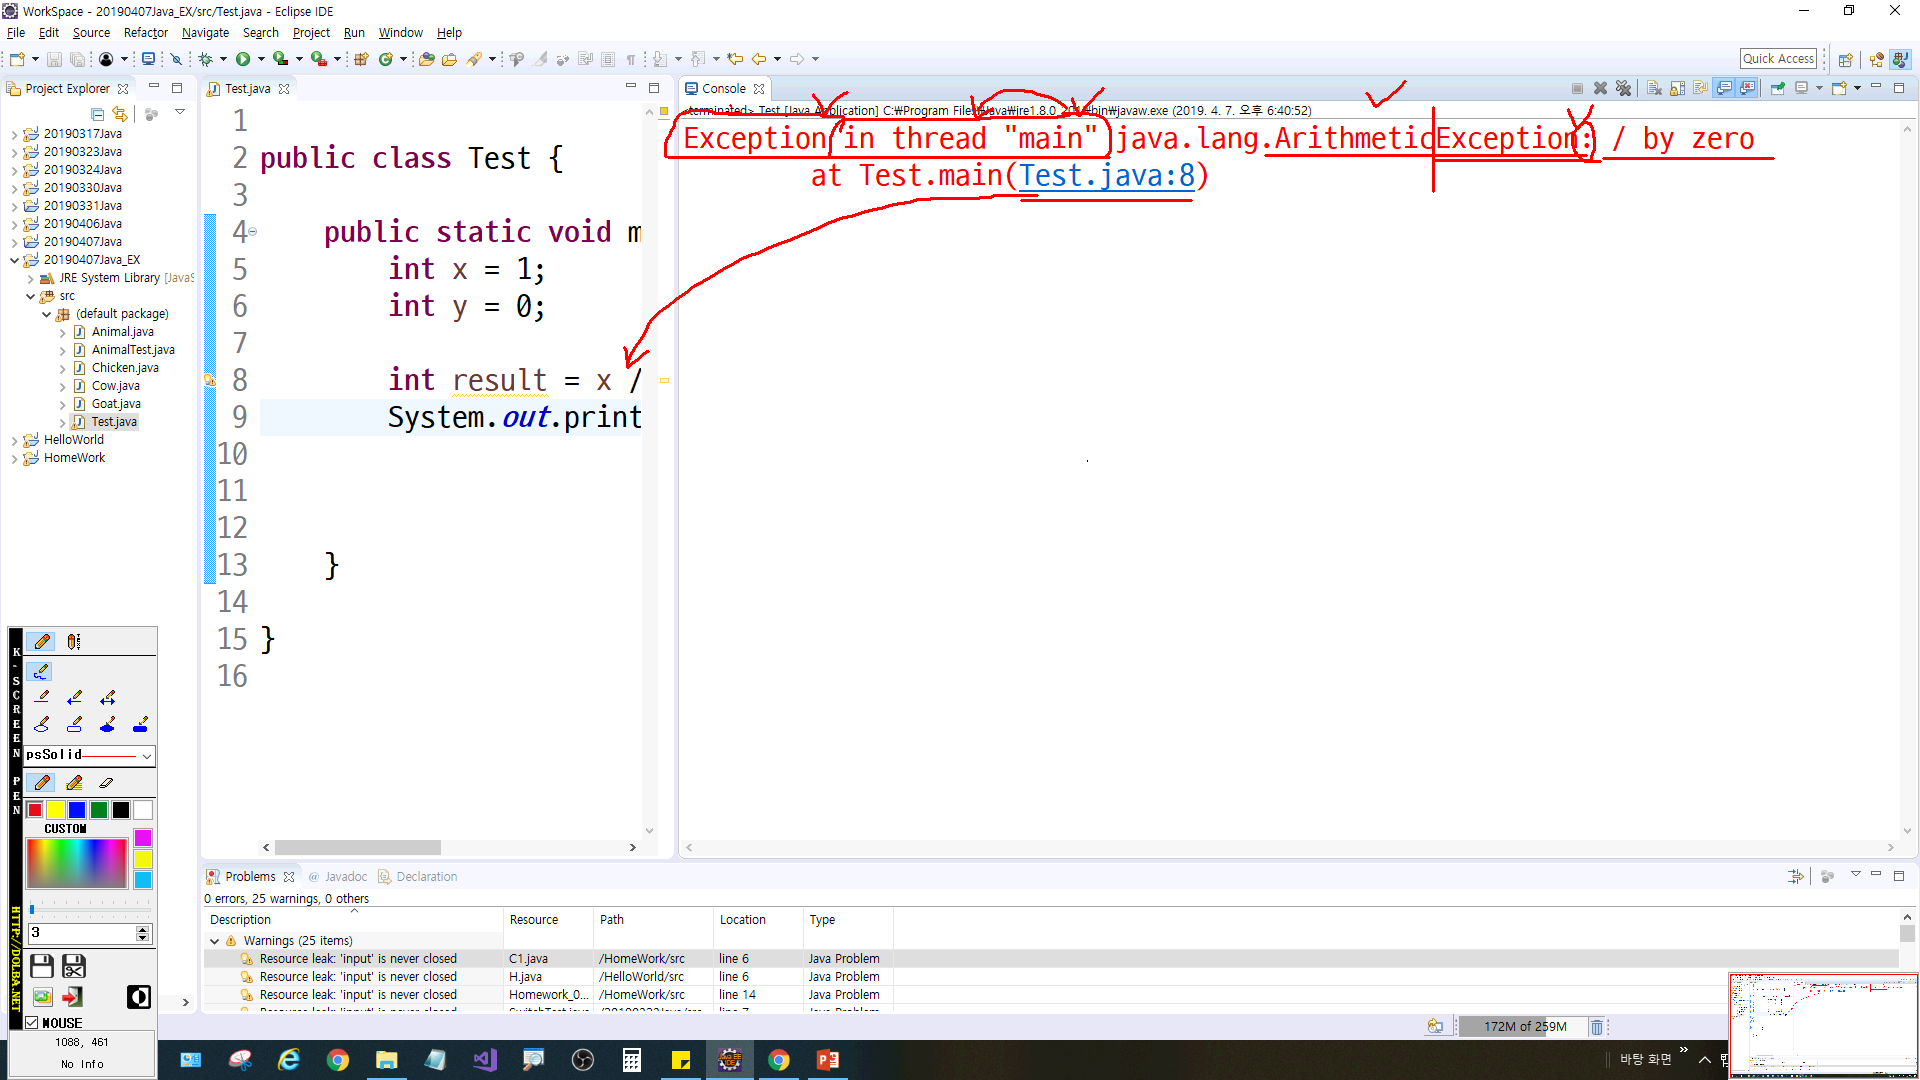 WorkSpace - 20190407Java_EX/src/Test.java - Eclipse IDE
File Edit Source Refactor Navigate Search Project Run Window Help
Quick Access
Project Explorer
20190317Java
20190323Java
20190324Java
20190330Java
20190331Java
20190406Java
20190407Java
20190407Java_EX
JRE System Library [JavaS
src
(default package)
Animal.java
AnimalTest.java
Chicken.java
Cow.java
Goat.java
Test.java
HelloWorld
HomeWork
Test.java
1
2 public class Test {
3
4 public static void m
5 int x = 1;
6 int y = 0;
7
8 int result = x /
9 System.out.print
10
11
12
13 }
14
15 }
16
Console
<terminated> Test [Java Application] C:₩Program Files₩Java₩jre1.8.0_201₩bin₩javaw.exe (2019. 4. 7. 오후 6:40:52)
Exception in thread "main" java.lang.ArithmeticException: / by zero
at Test.main(Test.java:8)
Problems Javadoc Declaration
0 errors, 25 warnings, 0 others
Description Resource Path Location Type
Warnings (25 items)
Resource leak: 'input' is never closed C1.java /HomeWork/src line 6 Java Problem
Resource leak: 'input' is never closed H.java /HelloWorld/src line 6 Java Problem
Resource leak: 'input' is never closed Homework_0... /HomeWork/src line 14 Java Problem
172M of 259M
K-SCREEN PEN
HTTP://DOLBA.NET
psSolid
CUSTOM
3
MOUSE
1088, 461
No Info
바탕 화면